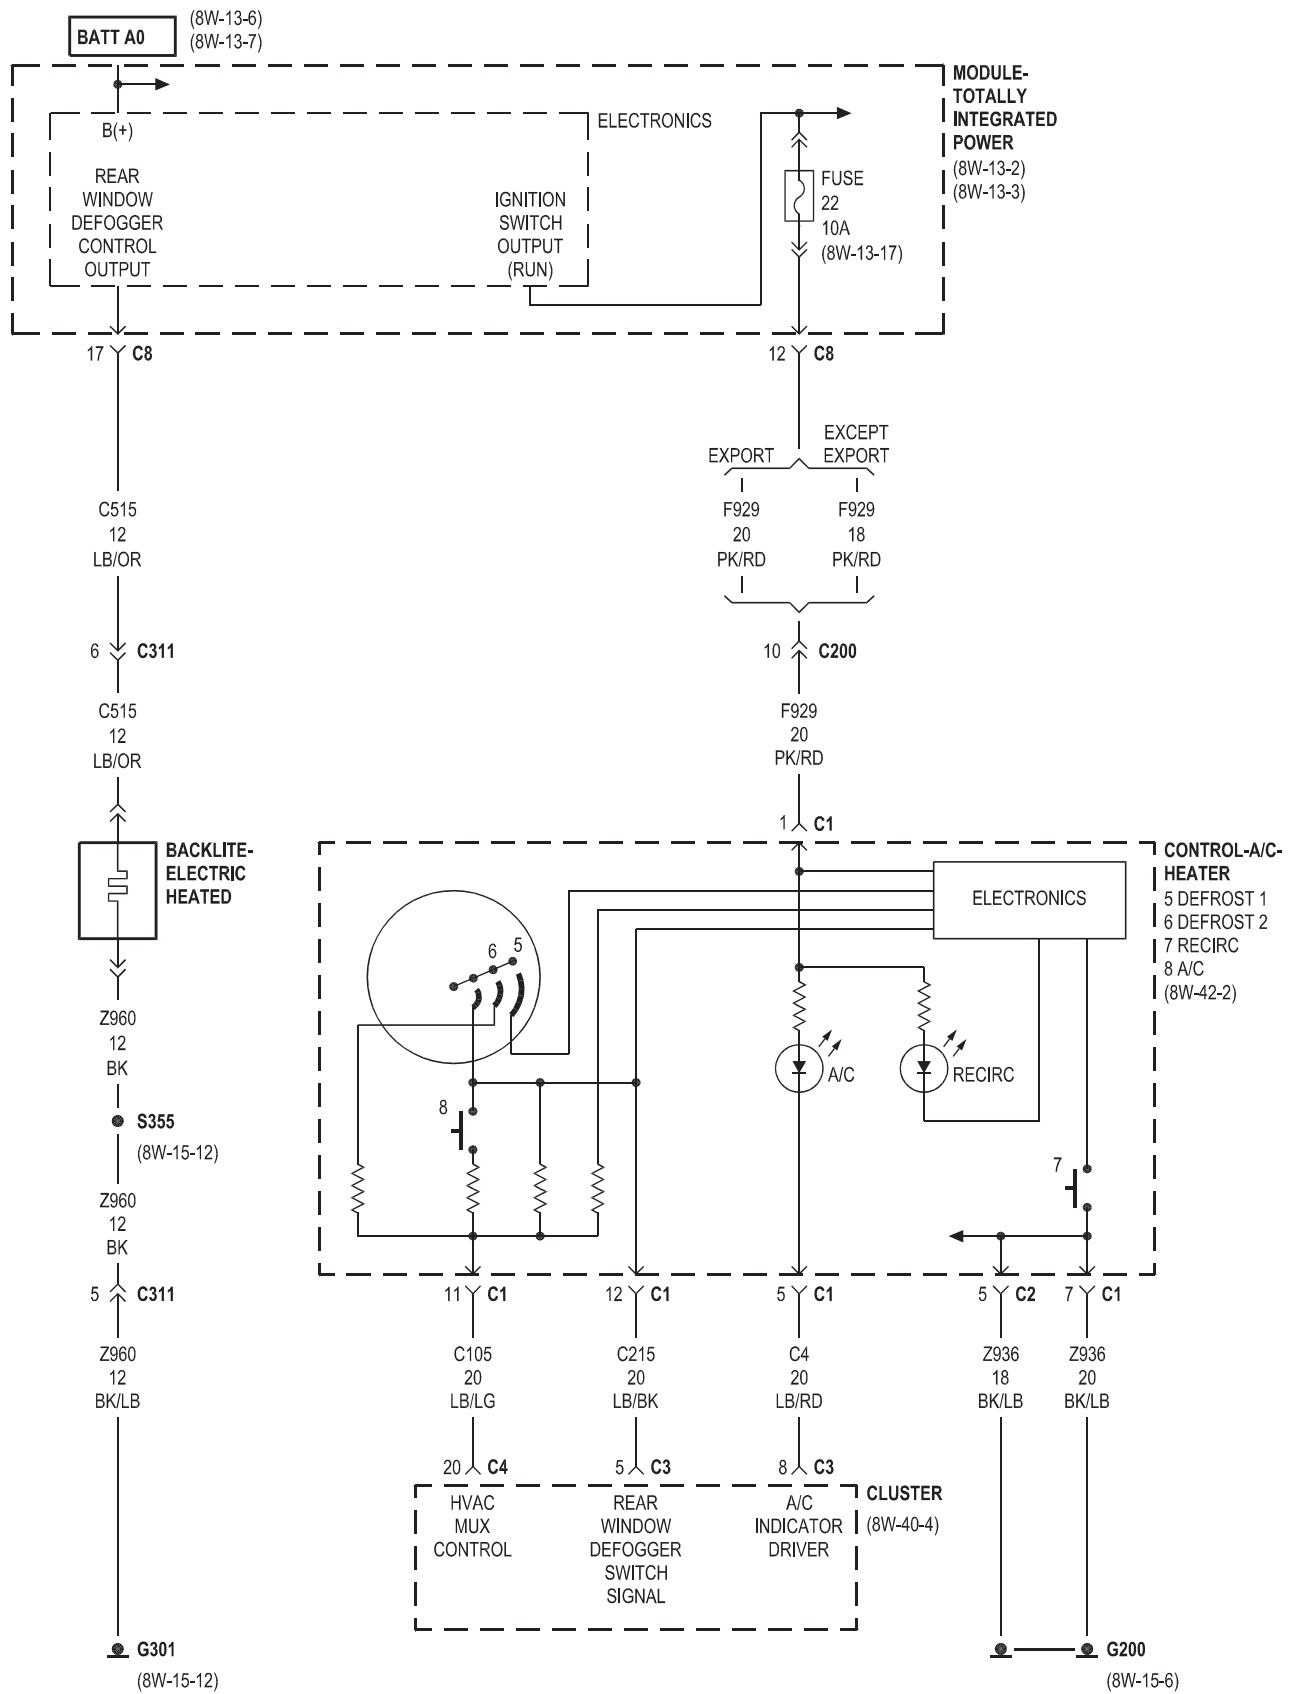 BATT A0
(8W-13-6)
(8W-13-7)
MODULE-
TOTALLY
INTEGRATED
POWER
(8W-13-2)
(8W-13-3)
B(+)
ELECTRONICS
REAR
WINDOW
DEFOGGER
CONTROL
OUTPUT
IGNITION
SWITCH
OUTPUT
(RUN)
FUSE
22
10A
(8W-13-17)
17 C8
12 C8
EXPORT
EXCEPT
EXPORT
C515
12
LB/OR
F929
20
PK/RD
F929
18
PK/RD
6 C311
10 C200
C515
12
LB/OR
F929
20
PK/RD
1 C1
BACKLITE-
ELECTRIC
HEATED
CONTROL-A/C-
HEATER
5 DEFROST 1
6 DEFROST 2
7 RECIRC
8 A/C
(8W-42-2)
ELECTRONICS
6 5
A/C
RECIRC
8
7
Z960
12
BK
S355
(8W-15-12)
Z960
12
BK
5 C311
11 C1
12 C1
5 C1
5 C2
7 C1
Z960
12
BK/LB
C105
20
LB/LG
C215
20
LB/BK
C4
20
LB/RD
Z936
18
BK/LB
Z936
20
BK/LB
20 C4
5 C3
8 C3
CLUSTER
(8W-40-4)
HVAC
MUX
CONTROL
REAR
WINDOW
DEFOGGER
SWITCH
SIGNAL
A/C
INDICATOR
DRIVER
G301
(8W-15-12)
G200
(8W-15-6)